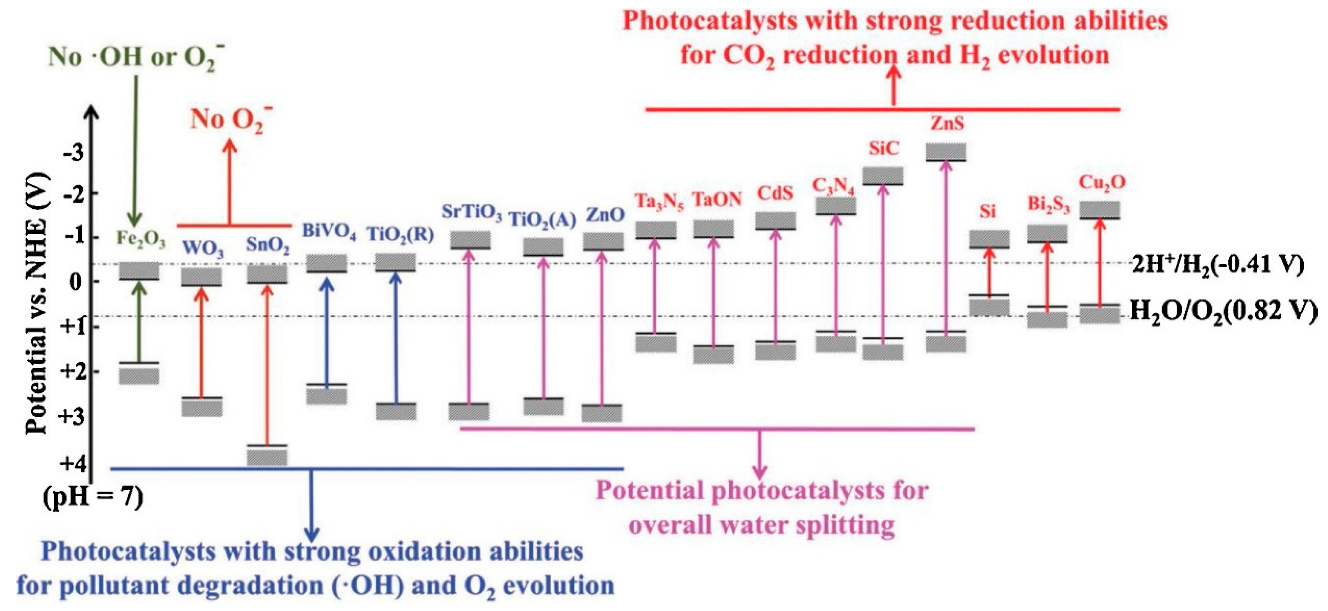 Photocatalysts with strong reduction abilities
for CO₂ reduction and H₂ evolution
No ·OH or O₂⁻
No O₂⁻
Potential vs. NHE (V)
-3
-2
-1
0
+1
+2
+3
+4
(pH = 7)
Fe₂O₃
WO₃
SnO₂
BiVO₄
TiO₂(R)
SrTiO₃
TiO₂(A)
ZnO
Ta₃N₅
TaON
CdS
C₃N₄
SiC
ZnS
Si
Bi₂S₃
Cu₂O
2H⁺/H₂(-0.41 V)
H₂O/O₂(0.82 V)
Potential photocatalysts for
overall water splitting
Photocatalysts with strong oxidation abilities
for pollutant degradation (·OH) and O₂ evolution